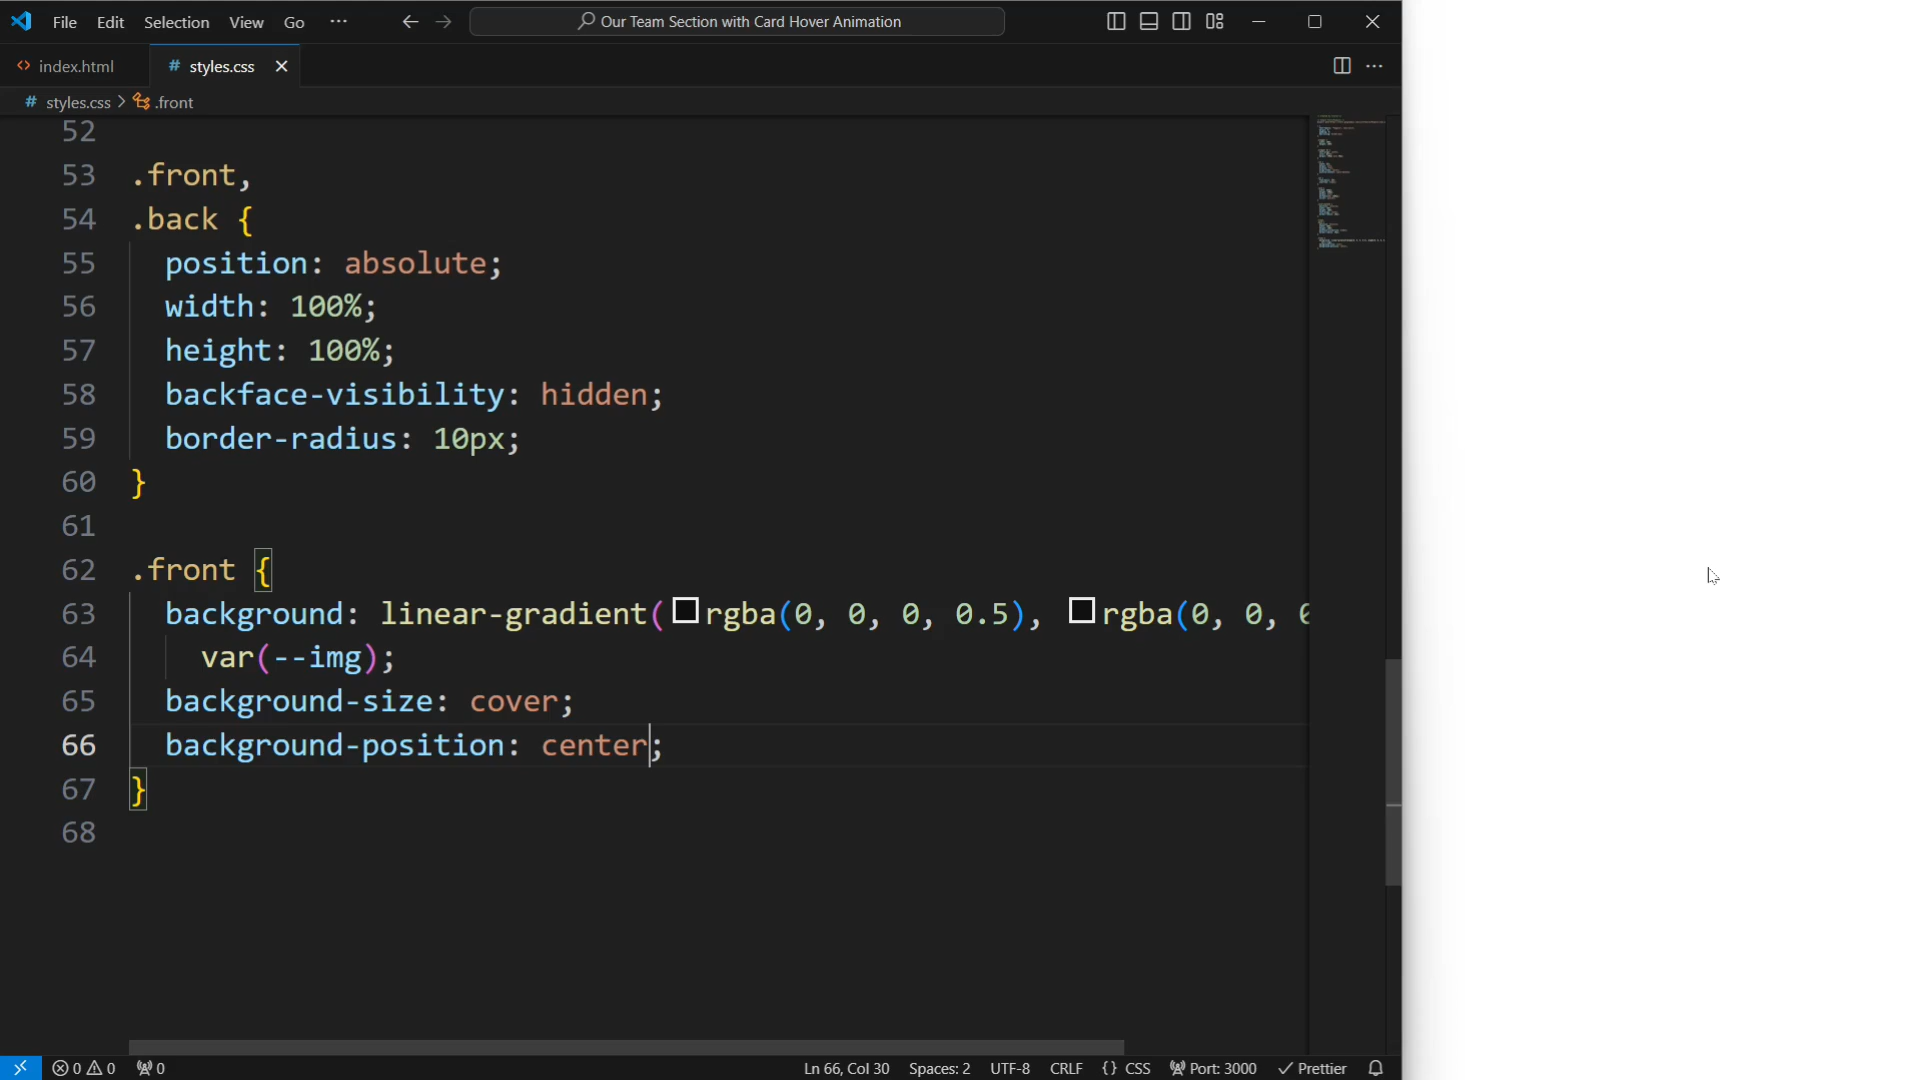 File Edit Selection View Go ··· Our Team Section with Card Hover Animation
index.html # styles.css
# styles.css > .front
52
53 .front,
54 .back {
55 position: absolute;
56 width: 100%;
57 height: 100%;
58 backface-visibility: hidden;
59 border-radius: 10px;
60 }
61
62 .front {
63 background: linear-gradient(rgba(0, 0, 0, 0.5), rgba(0, 0, 0
64 var(--img);
65 background-size: cover;
66 background-position: center;
67 }
68
0 0 0 Ln 66, Col 30 Spaces: 2 UTF-8 CRLF {} CSS Port: 3000 Prettier